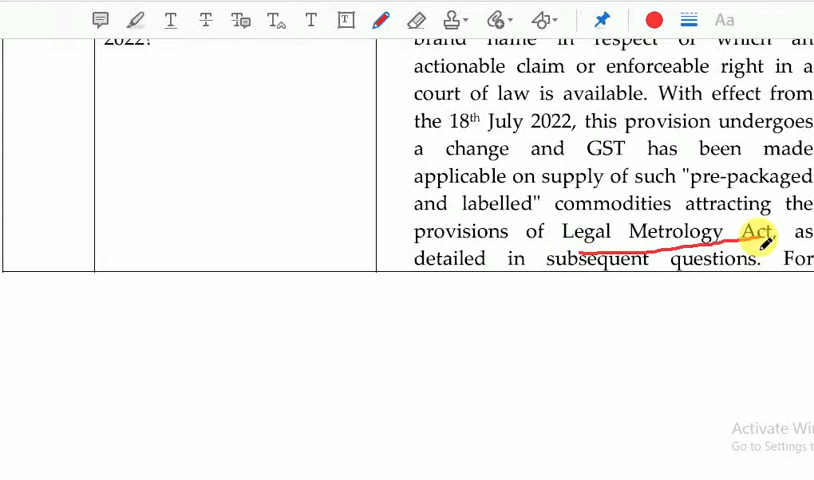 Aa
2022?
brand name in respect of which an
actionable claim or enforceable right in a
court of law is available. With effect from
the 18th July 2022, this provision undergoes
a change and GST has been made
applicable on supply of such "pre-packaged
and labelled" commodities attracting the
provisions of Legal Metrology Act, as
detailed in subsequent questions. For
Activate Win
Go to Settings t